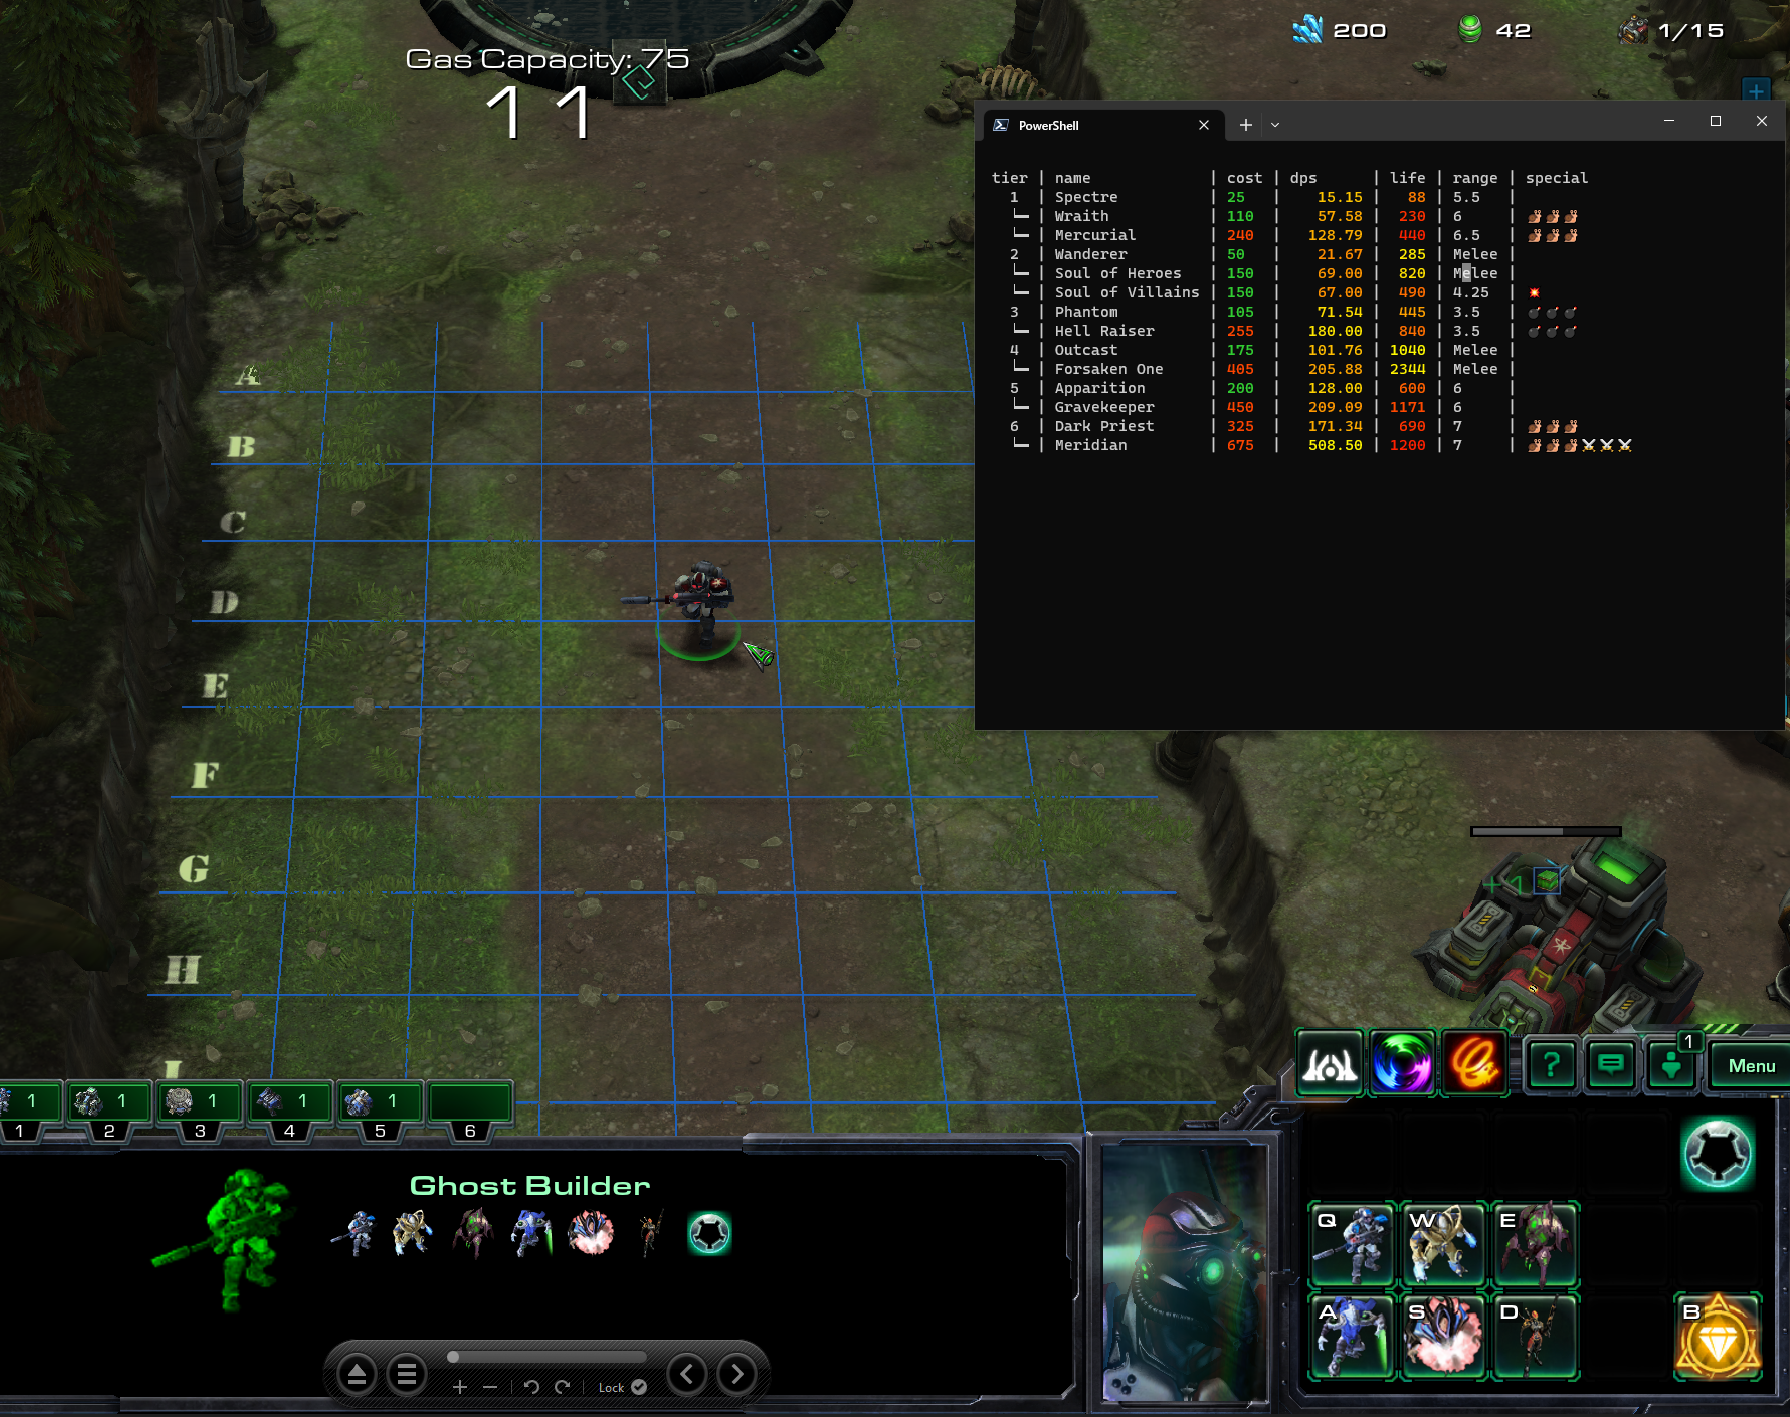 200
42
1/15
Gas Capacity: 75
11
PowerShell
tier | name | cost | dps | life | range | special
1 | Spectre | 25 | 15.15 | 88 | 5.5 |
└─ | Wraith | 110 | 57.58 | 230 | 6 | 🐌🐌🐌
└─ | Mercurial | 240 | 128.79 | 440 | 6.5 | 🐌🐌🐌
2 | Wanderer | 50 | 21.67 | 285 | Melee |
└─ | Soul of Heroes | 150 | 69.00 | 820 | Melee |
└─ | Soul of Villains | 150 | 67.00 | 490 | 4.25 | 💥
3 | Phantom | 105 | 71.54 | 445 | 3.5 | 💣💣💣
└─ | Hell Raiser | 255 | 180.00 | 840 | 3.5 | 💣💣💣
4 | Outcast | 175 | 101.76 | 1040 | Melee |
└─ | Forsaken One | 405 | 205.88 | 2344 | Melee |
5 | Apparition | 200 | 128.00 | 600 | 6 |
└─ | Gravekeeper | 450 | 209.09 | 1171 | 6 |
6 | Dark Priest | 325 | 171.34 | 690 | 7 | 🐌🐌🐌
└─ | Meridian | 675 | 508.50 | 1200 | 7 | 🐌🐌🐌⚔⚔⚔
A
B
C
D
E
F
G
H
I
+1
1
Menu
1 1 1 1 1
1 2 3 4 5 6
Ghost Builder
Q W E
A S D B
Lock